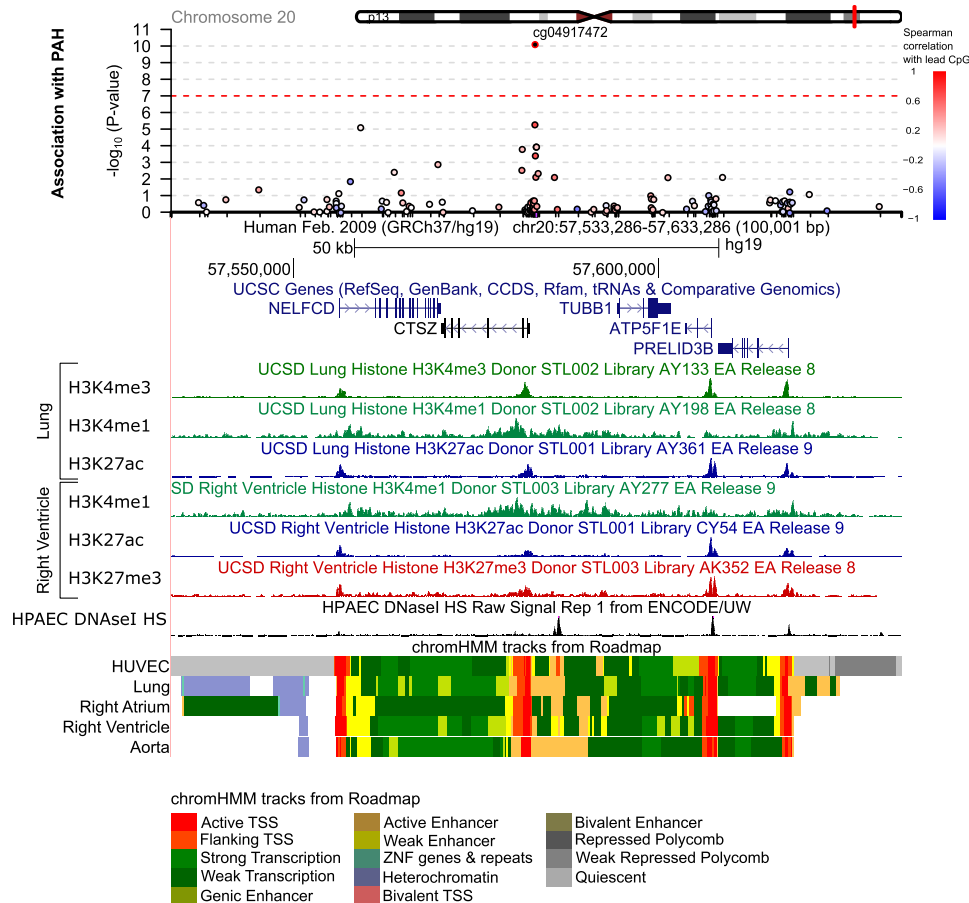 Chromosome 20
p13
cg04917472
Association with PAH
-log10 (P-value)
11
10
9
8
7
6
5
4
3
2
1
0
Spearman
correlation
with lead CpG
1
0.6
0.2
−0.2
−0.6
−1
Human Feb. 2009 (GRCh37/hg19) chr20:57,533,286-57,633,286 (100,001 bp)
50 kb hg19
57,550,000 57,600,000
UCSC Genes (RefSeq, GenBank, CCDS, Rfam, tRNAs & Comparative Genomics)
NELFCD TUBB1
CTSZ ATP5F1E
PRELID3B
Lung
UCSD Lung Histone H3K4me3 Donor STL002 Library AY133 EA Release 8
H3K4me3
UCSD Lung Histone H3K4me1 Donor STL002 Library AY198 EA Release 8
H3K4me1
UCSD Lung Histone H3K27ac Donor STL001 Library AY361 EA Release 9
H3K27ac
Right Ventricle
SD Right Ventricle Histone H3K4me1 Donor STL003 Library AY277 EA Release 9
H3K4me1
UCSD Right Ventricle Histone H3K27ac Donor STL001 Library CY54 EA Release 9
H3K27ac
UCSD Right Ventricle Histone H3K27me3 Donor STL003 Library AK352 EA Release 8
H3K27me3
HPAEC DNaseI HS Raw Signal Rep 1 from ENCODE/UW
HPAEC DNAseI HS
chromHMM tracks from Roadmap
HUVEC
Lung
Right Atrium
Right Ventricle
Aorta
chromHMM tracks from Roadmap
Active TSS
Flanking TSS
Strong Transcription
Weak Transcription
Genic Enhancer
Active Enhancer
Weak Enhancer
ZNF genes & repeats
Heterochromatin
Bivalent TSS
Bivalent Enhancer
Repressed Polycomb
Weak Repressed Polycomb
Quiescent